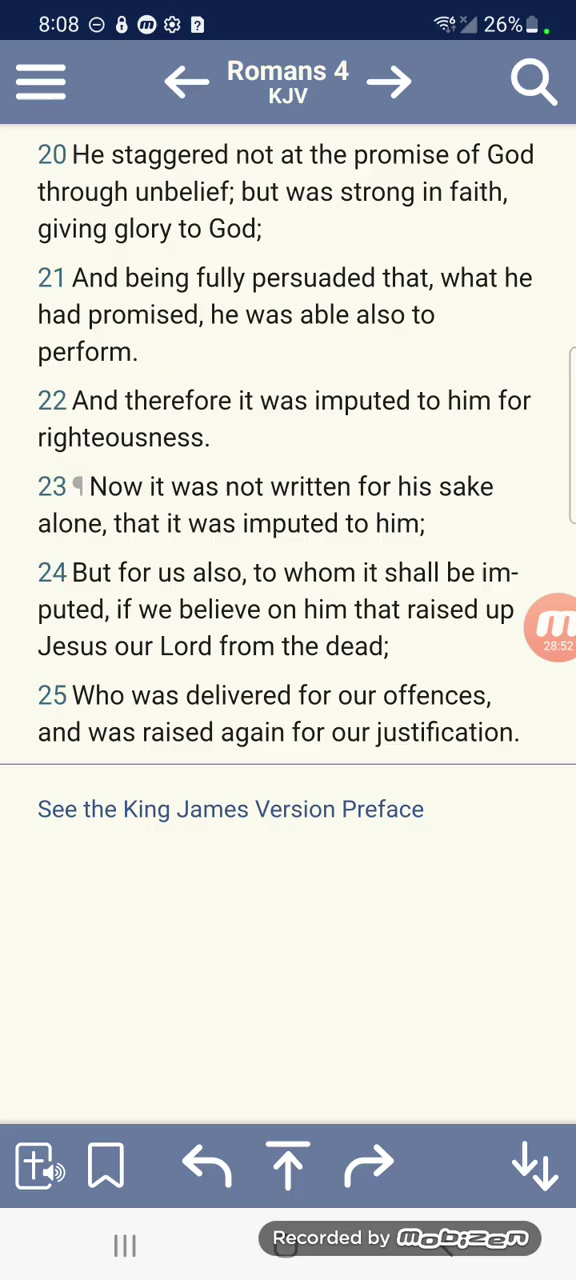 8:08 26%
Romans 4
KJV
20 He staggered not at the promise of God
through unbelief; but was strong in faith,
giving glory to God;
21 And being fully persuaded that, what he
had promised, he was able also to
perform.
22 And therefore it was imputed to him for
righteousness.
23 ¶ Now it was not written for his sake
alone, that it was imputed to him;
24 But for us also, to whom it shall be im-
puted, if we believe on him that raised up
Jesus our Lord from the dead;
25 Who was delivered for our offences,
and was raised again for our justification.
m
28:52
See the King James Version Preface
Recorded by mobizen